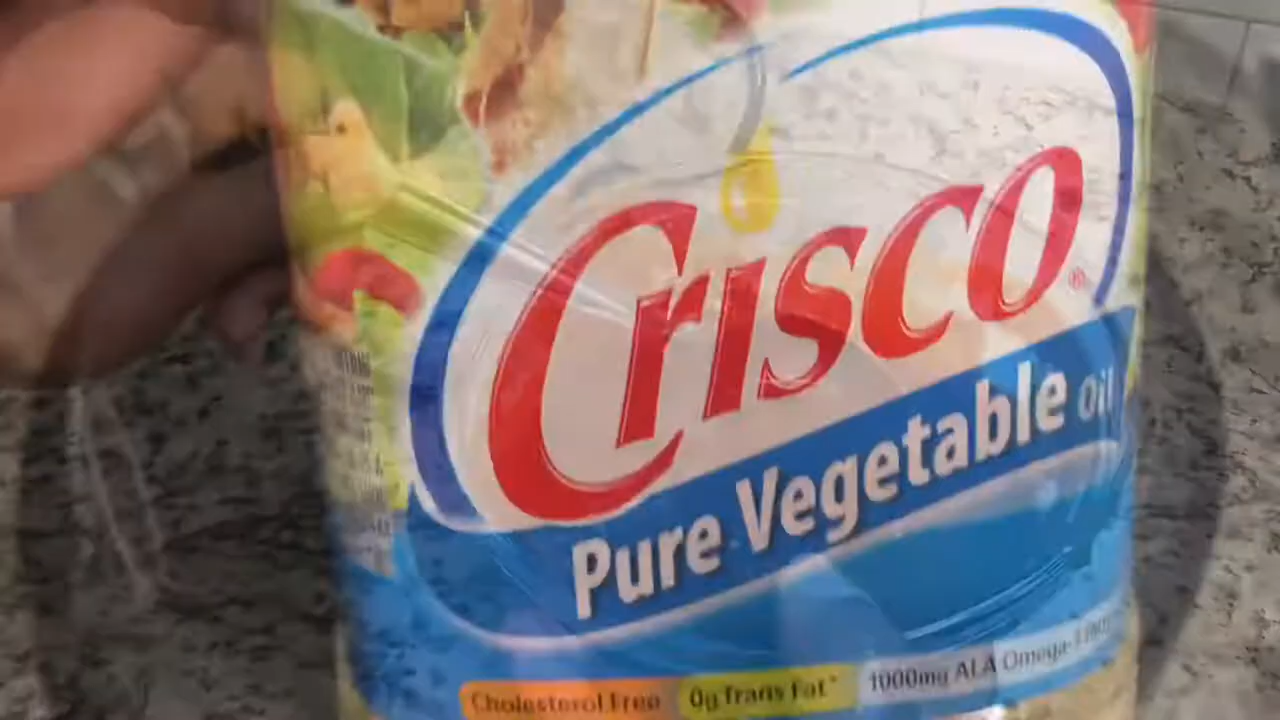 Crisco®
Pure Vegetable Oil
Cholesterol Free
0g Trans Fat*
1000mg ALA Omega-3